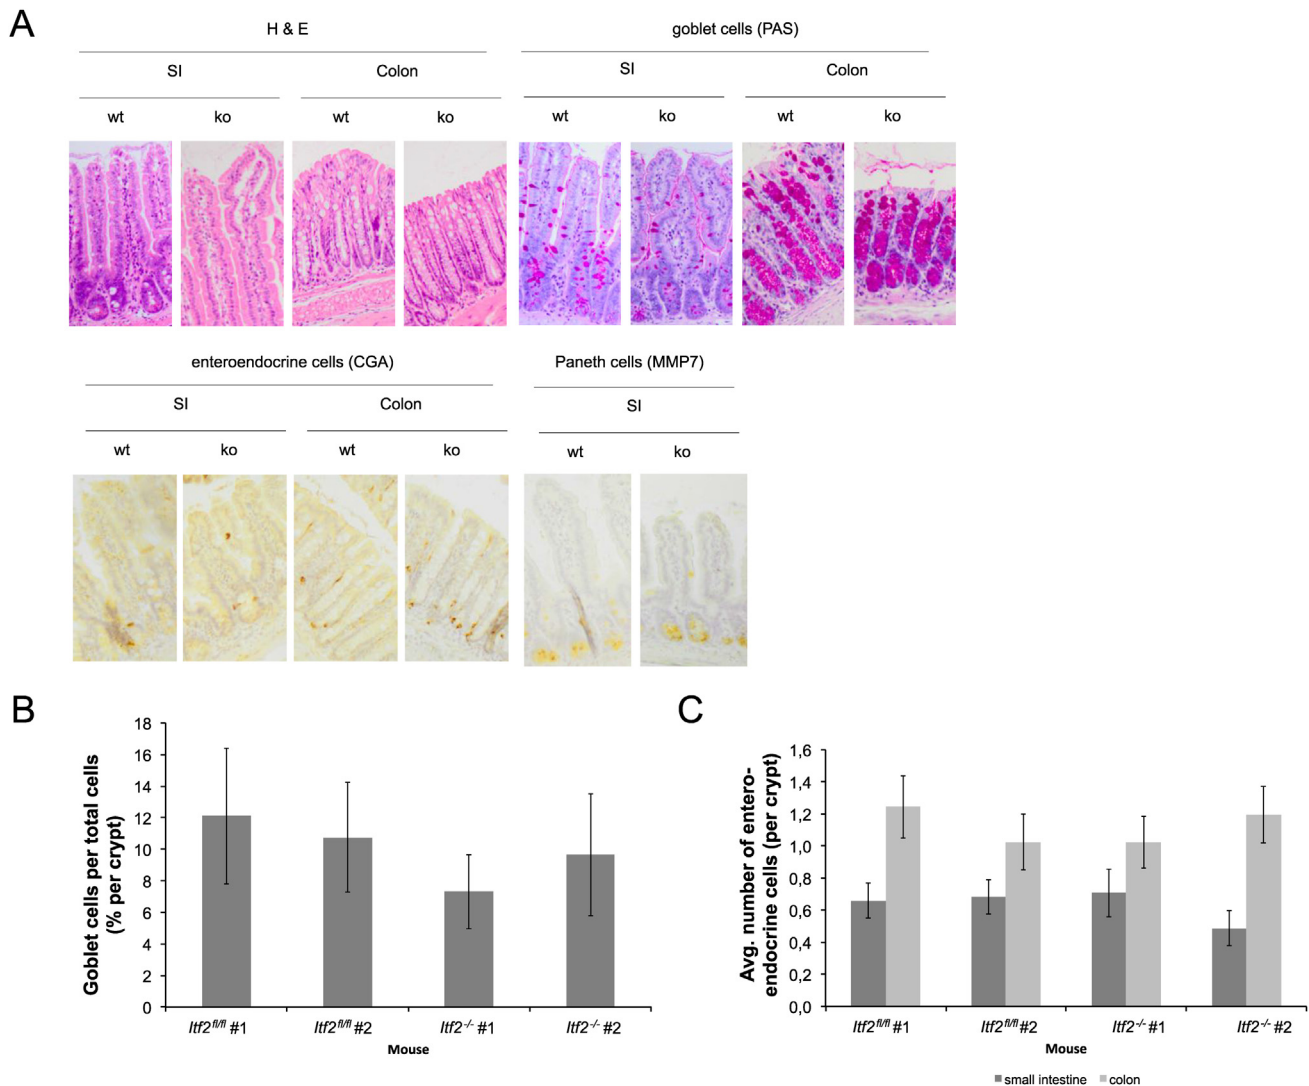 A
H & E
goblet cells (PAS)
SI
Colon
SI
Colon
wt
ko
wt
ko
wt
ko
wt
ko
enteroendocrine cells (CGA)
Paneth cells (MMP7)
SI
Colon
SI
wt
ko
wt
ko
wt
ko
B
Goblet cells per total cells
(% per crypt)
18
16
14
12
10
8
6
4
2
0
Itf2fl/fl #1
Itf2fl/fl #2
Itf2-/- #1
Itf2-/- #2
Mouse
C
Avg. number of entero-
endocrine cells (per crypt)
1,6
1,4
1,2
1,0
0,8
0,6
0,4
0,2
0,0
Itf2fl/fl #1
Itf2fl/fl #2
Itf2-/- #1
Itf2-/- #2
Mouse
small intestine
colon